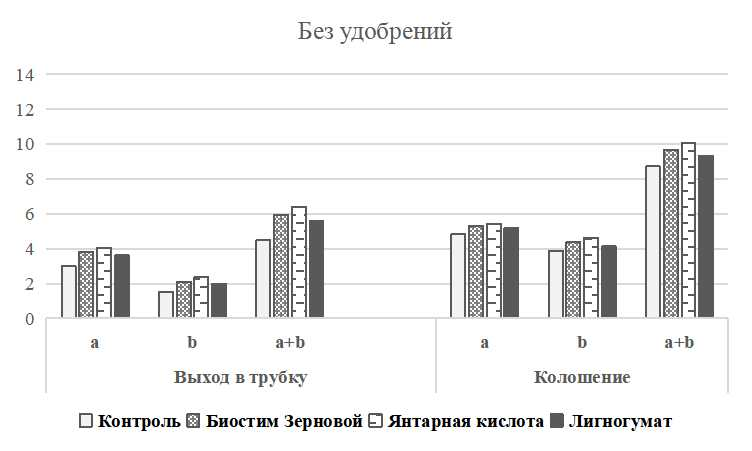 Без удобрений
14
12
10
8
6
4
2
0
a b a+b a b a+b
Выход в трубку Колошение
Контроль Биостим Зерновой Янтарная кислота Лигногумат